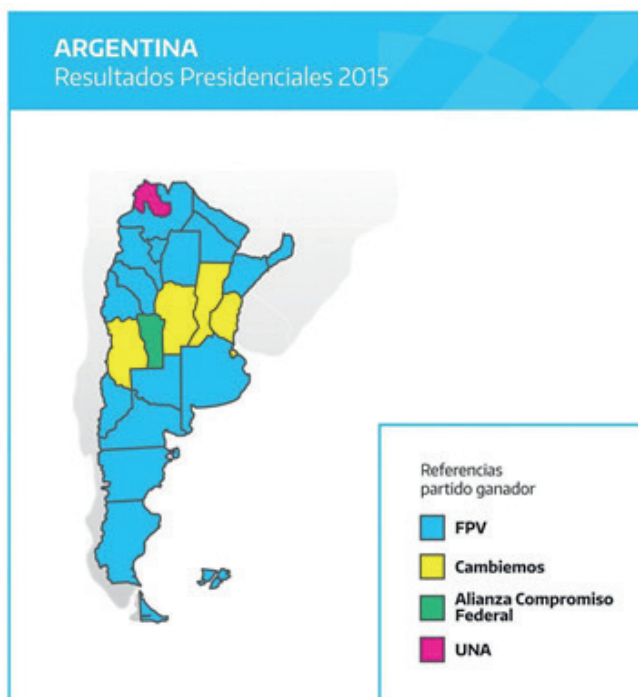 ARGENTINA
Resultados Presidenciales 2015
Referencias
partido ganador
FPV
Cambiemos
Alianza Compromiso
Federal
UNA